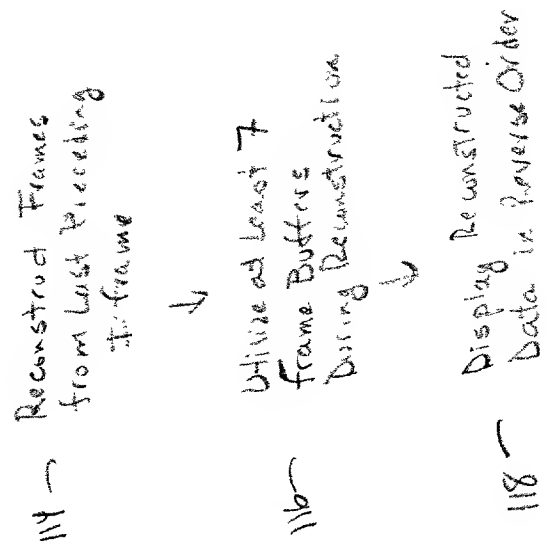 114 Reconstruct Frames
from Last Preceding
I-frame
116 Utilize at Least 7
Frame Buffers
During Reconstruction
118 Display Reconstructed
Data in Reverse Order